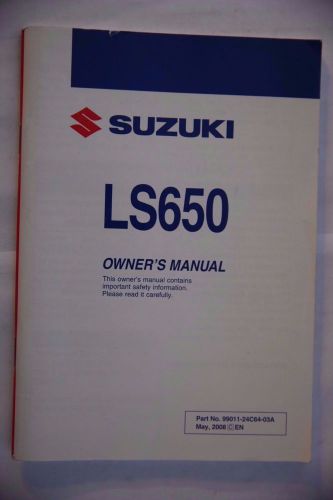 SUZUKI
LS650
OWNER'S MANUAL
This owner's manual contains
important safety information.
Please read it carefully.
Part No. 99011-24C64-03A
May, 2008 🄲EN